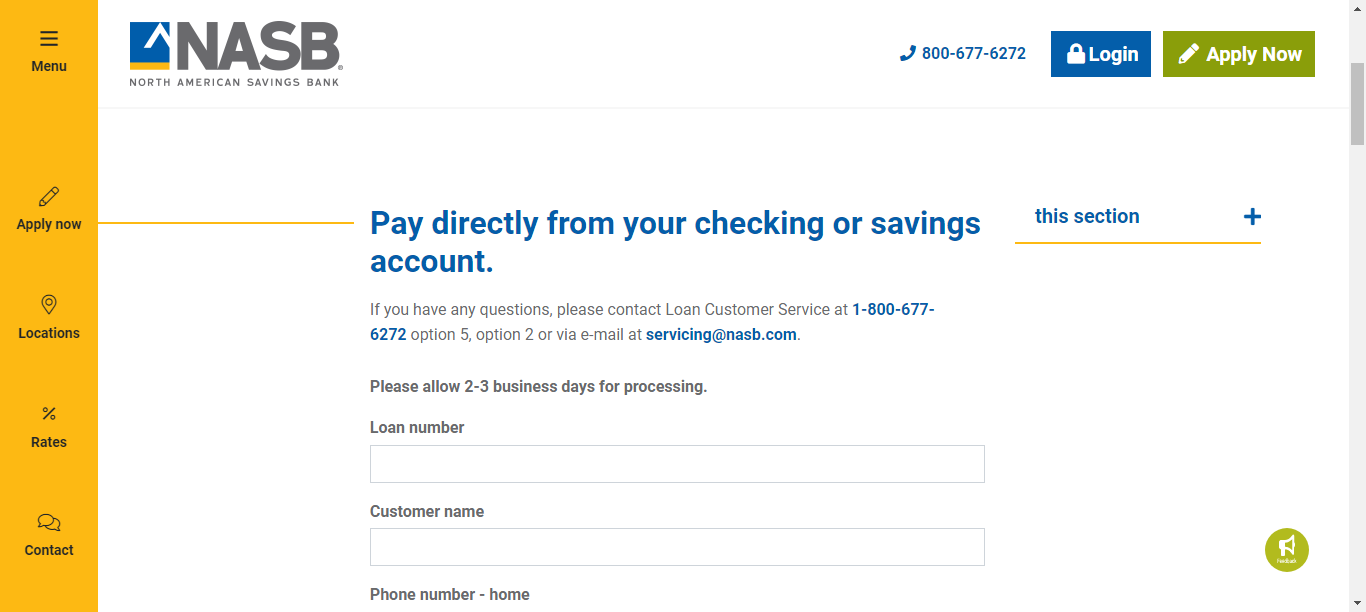 Menu
Apply now
Locations
Rates
Contact
NASB®
NORTH AMERICAN SAVINGS BANK
800-677-6272
Login
Apply Now
Pay directly from your checking or savings
account.
If you have any questions, please contact Loan Customer Service at 1-800-677-
6272 option 5, option 2 or via e-mail at servicing@nasb.com.
Please allow 2-3 business days for processing.
Loan number
Customer name
Phone number - home
this section
Feedback